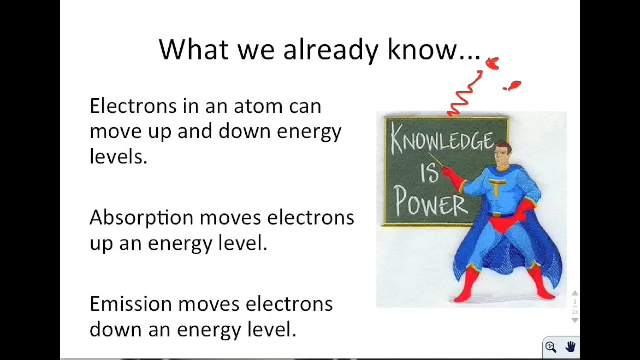 What we already know...
Electrons in an atom can
move up and down energy
levels.
Absorption moves electrons
up an energy level.
Emission moves electrons
down an energy level.
KNOWLEDGE
IS
POWER
T